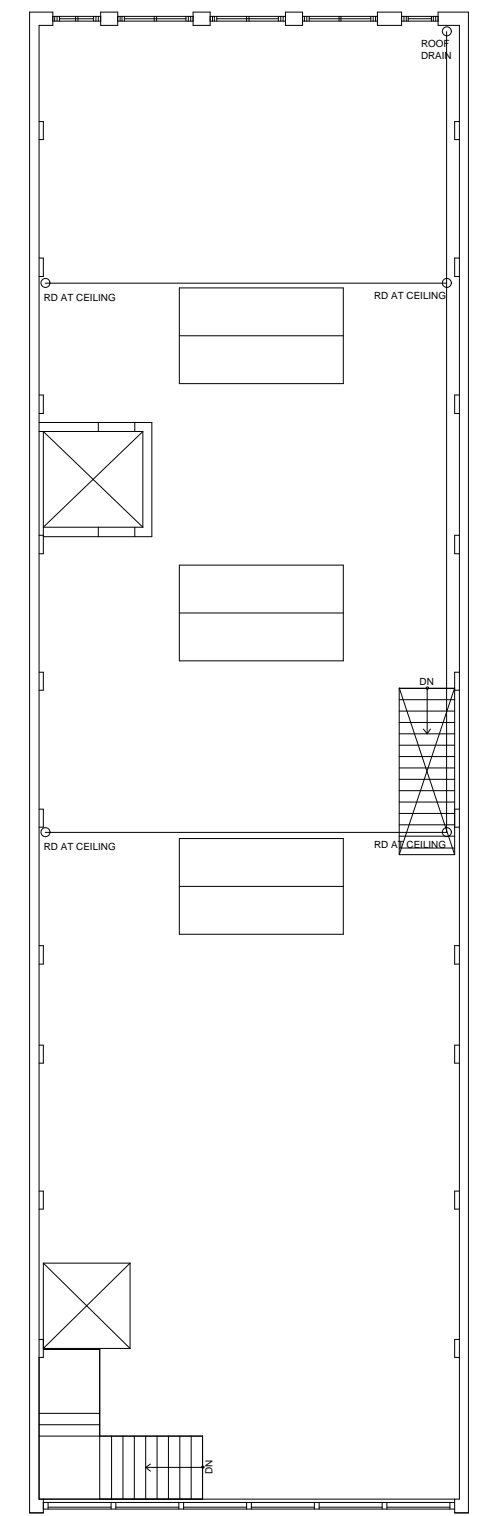 ROOF
DRAIN
RD AT CEILING
RD AT CEILING
DN
RD AT CEILING
RD AT CEILING
DN